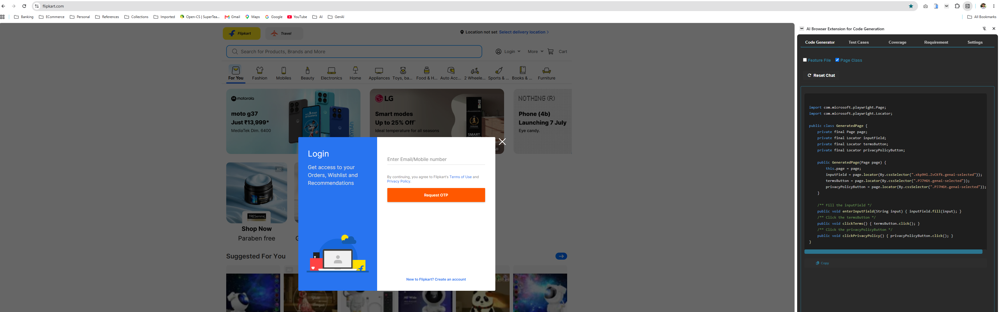 flipkart.com
Banking
ECommerce
Personal
References
Collections
Imported
Open-CS | SuperTea...
Gmail
Maps
Google
YouTube
AI
GenAI
All Bookmarks
Flipkart
Travel
Location not set Select delivery location
Search for Products, Brands and More
Login
More
Cart
For You
Fashion
Mobiles
Beauty
Electronics
Home
Appliances
Toys, ba...
Food & H...
Auto Acc...
2 Wheele...
Sports & ...
Books & ...
Furniture
motorola
moto g37
Just ₹13,999*
MediaTek Dim. 6400
LG
Smart modes
Up to 25% Off*
Ideal temperature for all seasons
SMART
NOTHING (R)
Phone (4b)
Launching 7 July
Eye candy.
AD
TRESemmé
Shop Now
Paraben free
Suggested For You
AD
Login
Get access to your
Orders, Wishlist and
Recommendations
Enter Email/Mobile number
By continuing, you agree to Flipkart's Terms of Use and
Privacy Policy.
Request OTP
New to Flipkart? Create an account
AI Browser Extension for Code Generation
Code Generator
Test Cases
Coverage
Requirement
Settings
Feature File
Page Class
Reset Chat
import com.microsoft.playwright.Page;
import com.microsoft.playwright.Locator;
public class GeneratedPage {
private final Page page;
private final Locator inputField;
private final Locator termsButton;
private final Locator privacyPolicyButton;
public GeneratedPage(Page page) {
this.page = page;
inputField = page.locator(By.cssSelector(".xkp9Hl.ZvCKfk.genai-selected"));
termsButton = page.locator(By.cssSelector(".PJ7HGt.genai-selected"));
privacyPolicyButton = page.locator(By.cssSelector(".PJ7HGt.genai-selected"));
}
/** Fill the inputField */
public void enterInputField(String input) { inputField.fill(input); }
/** Click the termsButton */
public void clickTerms() { termsButton.click(); }
/** Click the privacyPolicyButton */
public void clickPrivacyPolicy() { privacyPolicyButton.click(); }
}
Copy